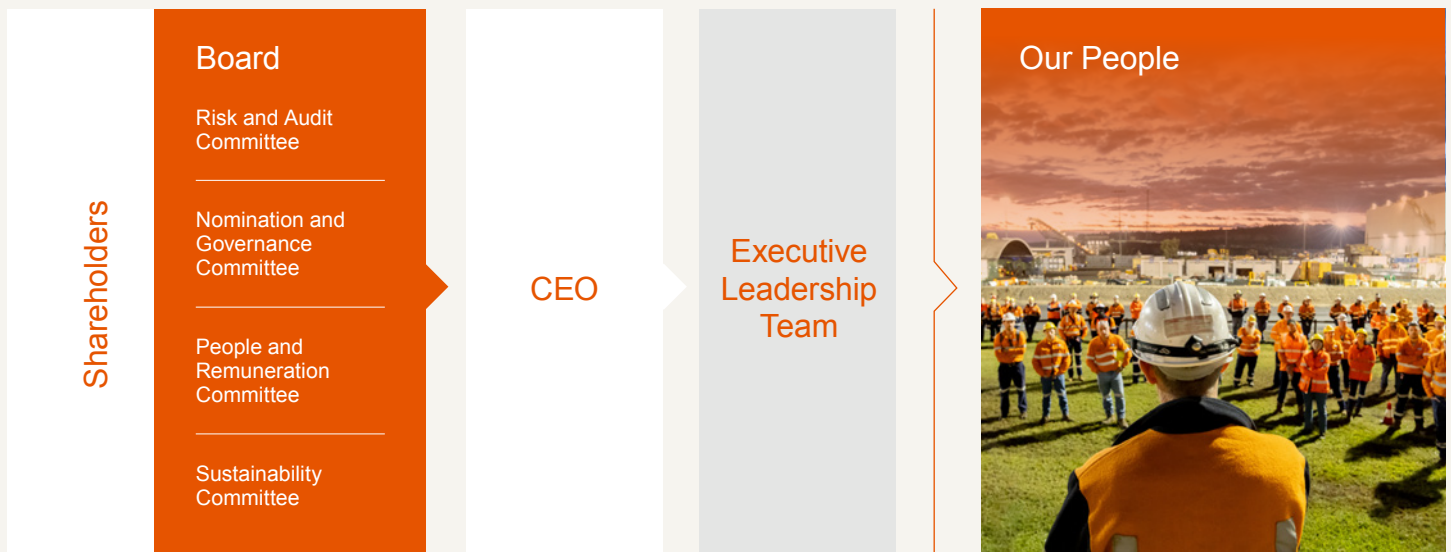 Shareholders
Board
Risk and Audit
Committee
Nomination and
Governance
Committee
People and
Remuneration
Committee
Sustainability
Committee
CEO
Executive
Leadership
Team
Our People